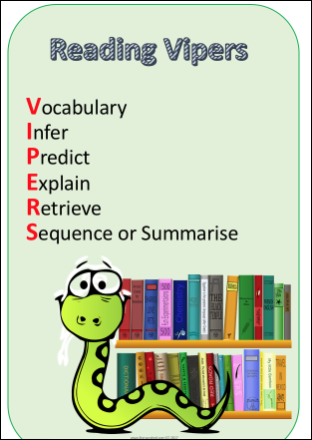 Reading Vipers
Vocabulary
Infer
Predict
Explain
Retrieve
Sequence or Summarise